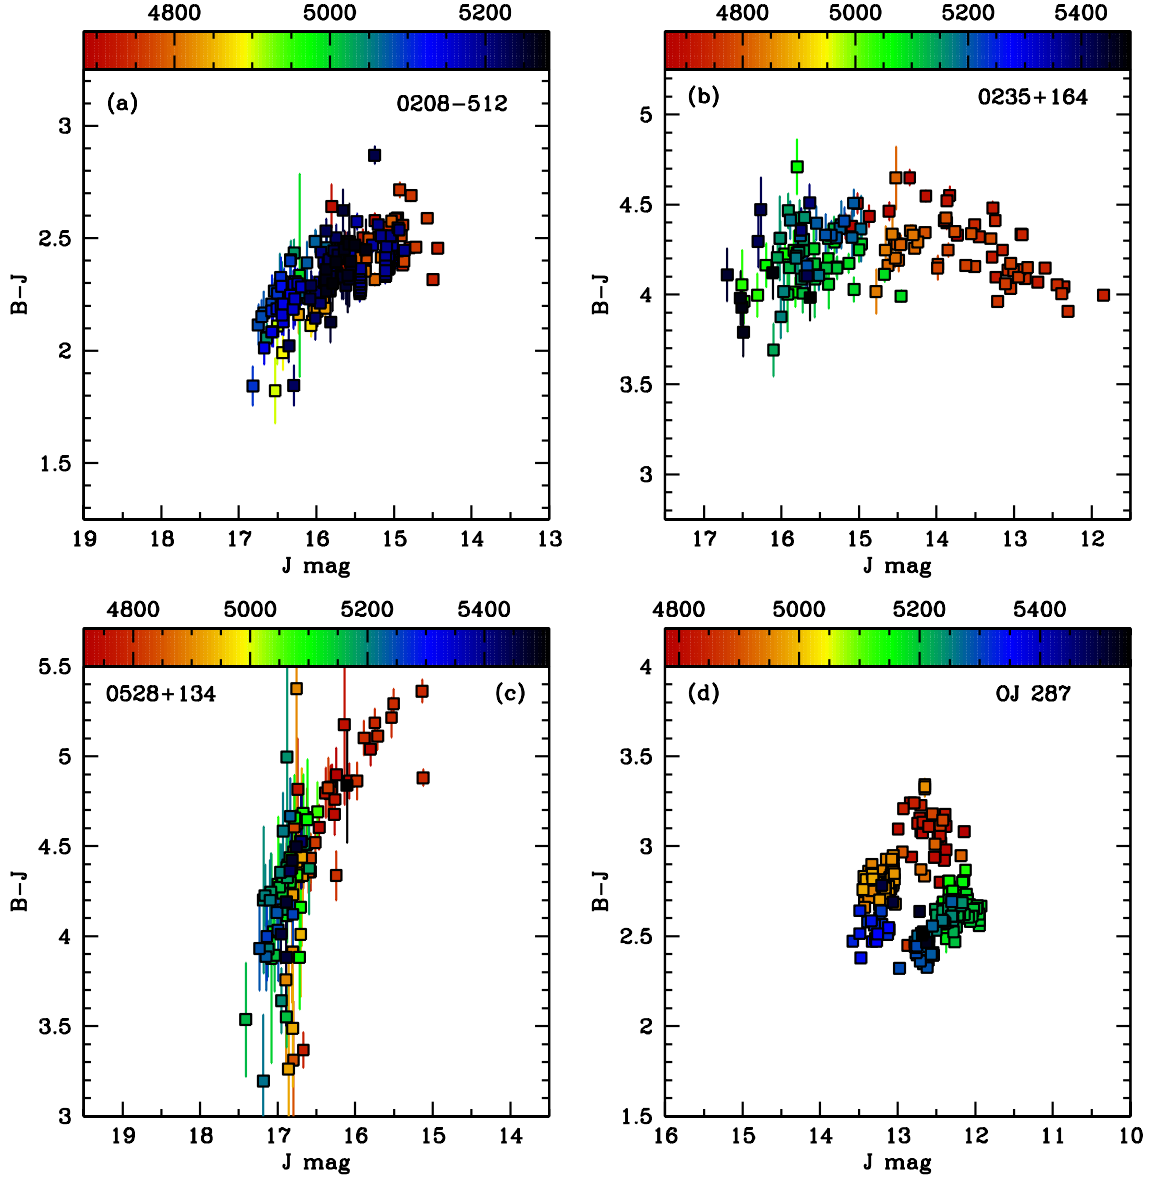 4800 5000 5200
(a) 0208-512
3
2.5
2
1.5
B-J
19 18 17 16 15 14 13
J mag
4800 5000 5200 5400
(b) 0235+164
5
4.5
4
3.5
3
B-J
17 16 15 14 13 12
J mag
4800 5000 5200 5400
0528+134 (c)
5.5
5
4.5
4
3.5
3
B-J
19 18 17 16 15 14
J mag
4800 5000 5200 5400
(d) OJ 287
4
3.5
3
2.5
2
1.5
B-J
16 15 14 13 12 11 10
J mag